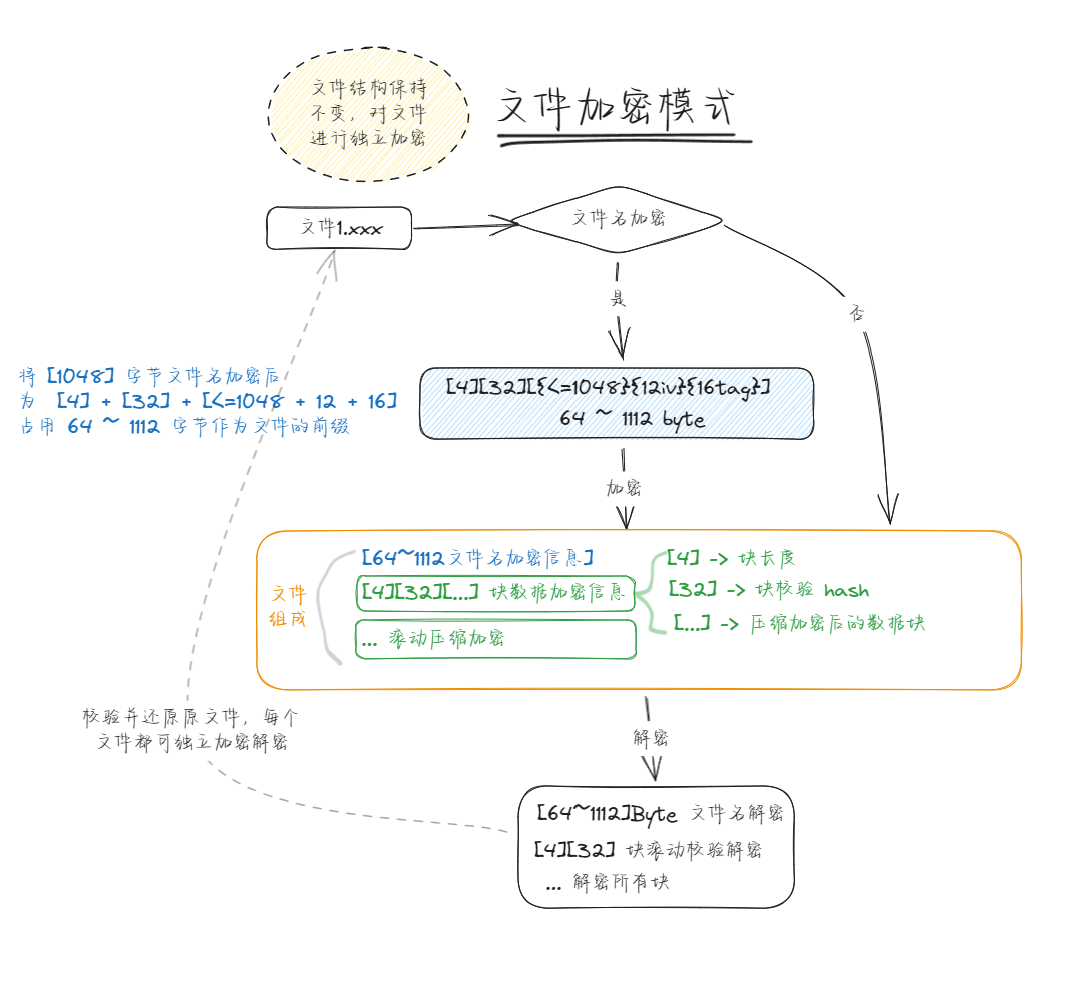 文件结构保持
不变，对文件
进行独立加密
文件加密模式
文件1.xxx
文件名加密
是
否
将 [1048] 字节文件名加密后
为 [4] + [32] + [<=1048 + 12 + 16]
占用 64 ~ 1112 字节作为文件的前缀
[4][32][{<=1048}{12iv}{16tag}]
64 ~ 1112 byte
加密
文件
组成
[64~1112文件名加密信息]
[4][32][...] 块数据加密信息
... 滚动压缩加密
[4] -> 块长度
[32] -> 块校验 hash
[...] -> 压缩加密后的数据块
解密
校验并还原原文件，每个
文件都可独立加密解密
[64~1112]Byte 文件名解密
[4][32] 块滚动校验解密
... 解密所有块